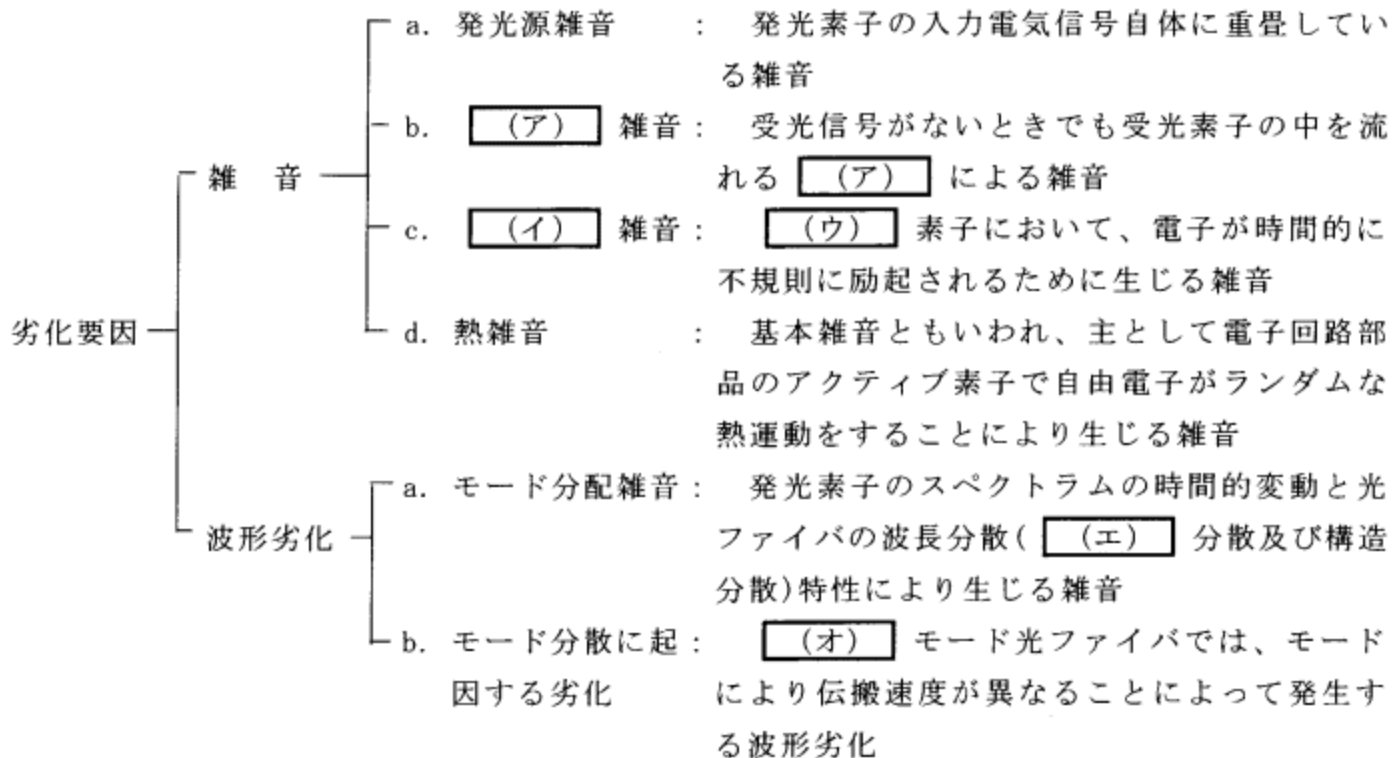 a. 発光源雑音 : 発光素子の入力電気信号自体に重畳してい
る雑音
b. (ア) 雑音: 受光信号がないときでも受光素子の中を流
れる (ア) による雑音
雑 音
c. (イ) 雑音: (ウ) 素子において、電子が時間的に
不規則に励起されるために生じる雑音
劣化要因
d. 熱雑音 : 基本雑音ともいわれ、主として電子回路部
品のアクティブ素子で自由電子がランダムな
熱運動をすることにより生じる雑音
a. モード分配雑音: 発光素子のスペクトラムの時間的変動と光
波形劣化
ファイバの波長分散( (エ) 分散及び構造
分散)特性により生じる雑音
b. モード分散に起: (オ) モード光ファイバでは、モード
因する劣化 により伝搬速度が異なることによって発生す
る波形劣化